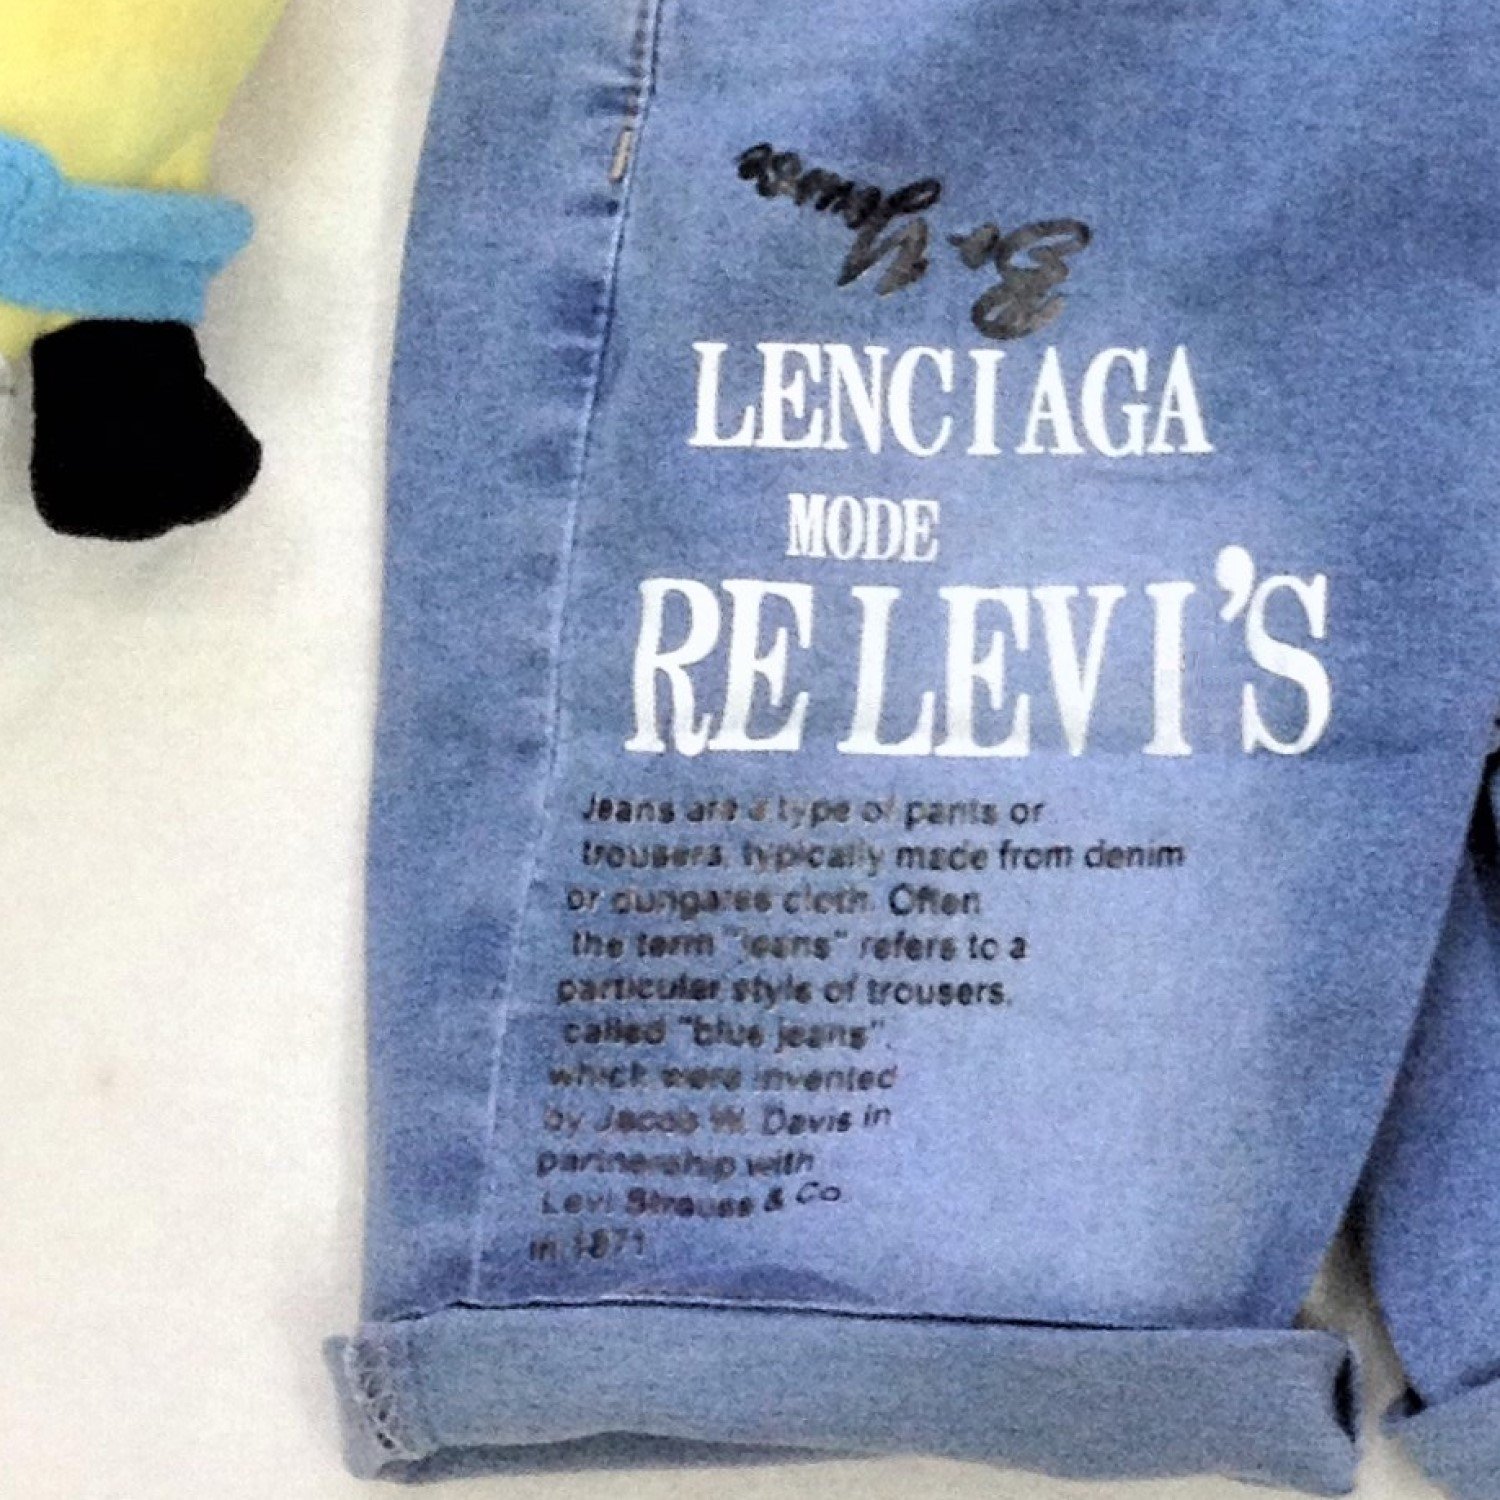 LENCIAGA
MODE
RE LEVI'S
Jeans are a type of pants or
trousers, typically made from denim
or dungaree cloth. Often
the term "jeans" refers to a
particular style of trousers,
called "blue jeans".
which were invented
by Jacob W. Davis in
partnership with
Levi Strauss & Co
in 1871